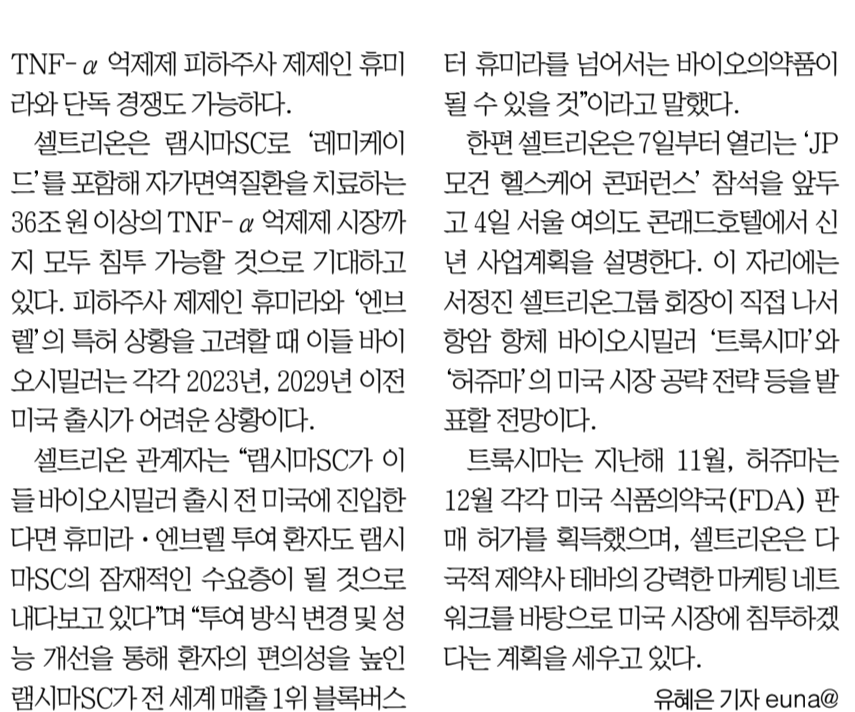 TNF-α 억제제 피하주사 제제인 휴미
라와 단독 경쟁도 가능하다.
셀트리온은 램시마SC로 ‘레미케이
드’를 포함해 자가면역질환을 치료하는
36조 원 이상의 TNF-α 억제제 시장까
지 모두 침투 가능할 것으로 기대하고
있다. 피하주사 제제인 휴미라와 ‘엔브
렐’의 특허 상황을 고려할 때 이들 바이
오시밀러는 각각 2023년, 2029년 이전
미국 출시가 어려운 상황이다.
셀트리온 관계자는 “램시마SC가 이
들 바이오시밀러 출시 전 미국에 진입한
다면 휴미라·엔브렐 투여 환자도 램시
마SC의 잠재적인 수요층이 될 것으로
내다보고 있다”며 “투여 방식 변경 및 성
능 개선을 통해 환자의 편의성을 높인
램시마SC가 전 세계 매출 1위 블록버스
터 휴미라를 넘어서는 바이오의약품이
될 수 있을 것”이라고 말했다.
한편 셀트리온은 7일부터 열리는 ‘JP
모건 헬스케어 콘퍼런스’ 참석을 앞두
고 4일 서울 여의도 콘래드호텔에서 신
년 사업계획을 설명한다. 이 자리에는
서정진 셀트리온그룹 회장이 직접 나서
항암 항체 바이오시밀러 ‘트룩시마’와
‘허쥬마’의 미국 시장 공략 전략 등을 발
표할 전망이다.
트룩시마는 지난해 11월, 허쥬마는
12월 각각 미국 식품의약국(FDA) 판
매 허가를 획득했으며, 셀트리온은 다
국적 제약사 테바의 강력한 마케팅 네트
워크를 바탕으로 미국 시장에 침투하겠
다는 계획을 세우고 있다.
유혜은 기자 euna@